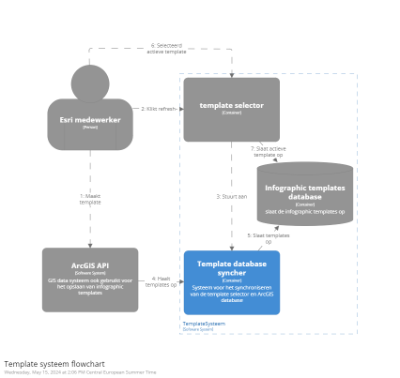 6: Selecteerd
actieve template
Esri medewerker
[Person]
2: Klikt refresh
template selector
[Container]
7: Slaat actieve
template op
1: Maakt
template
3: Stuurt aan
Infographic templates
database
[Container]
slaat de infographic templates op
5: Slaat templates
op
ArcGIS API
[Software System]
GIS data systeem ook gebruikt voor
het opslaan van infographic
templates
4: Haalt
templates op
Template database
syncher
[Container]
Systeem voor het synchroniseren
van de template selector en ArcGIS
database
TemplateSysteem
[Software System]
Template systeem flowchart
Wednesday, May 15, 2024 at 2:05 PM Central European Summer Time